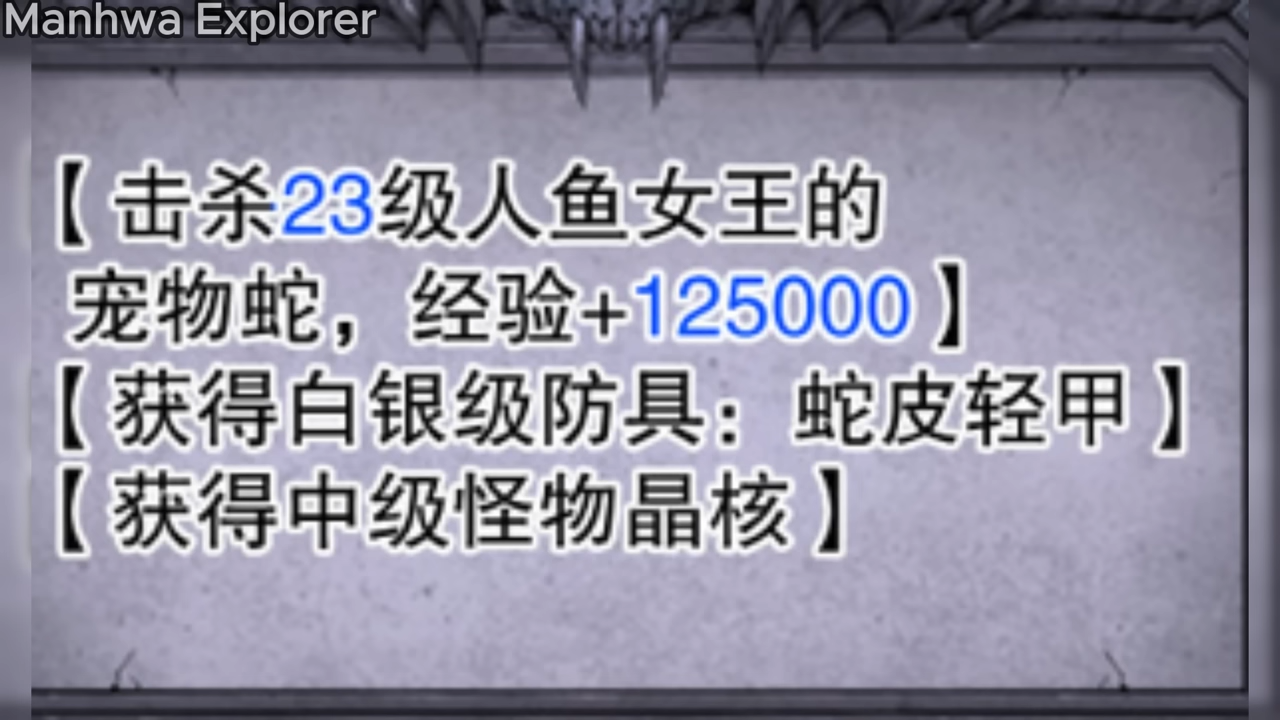 Manhwa Explorer
【击杀23级人鱼女王的
宠物蛇，经验+125000】
【获得白银级防具：蛇皮轻甲】
【获得中级怪物晶核】